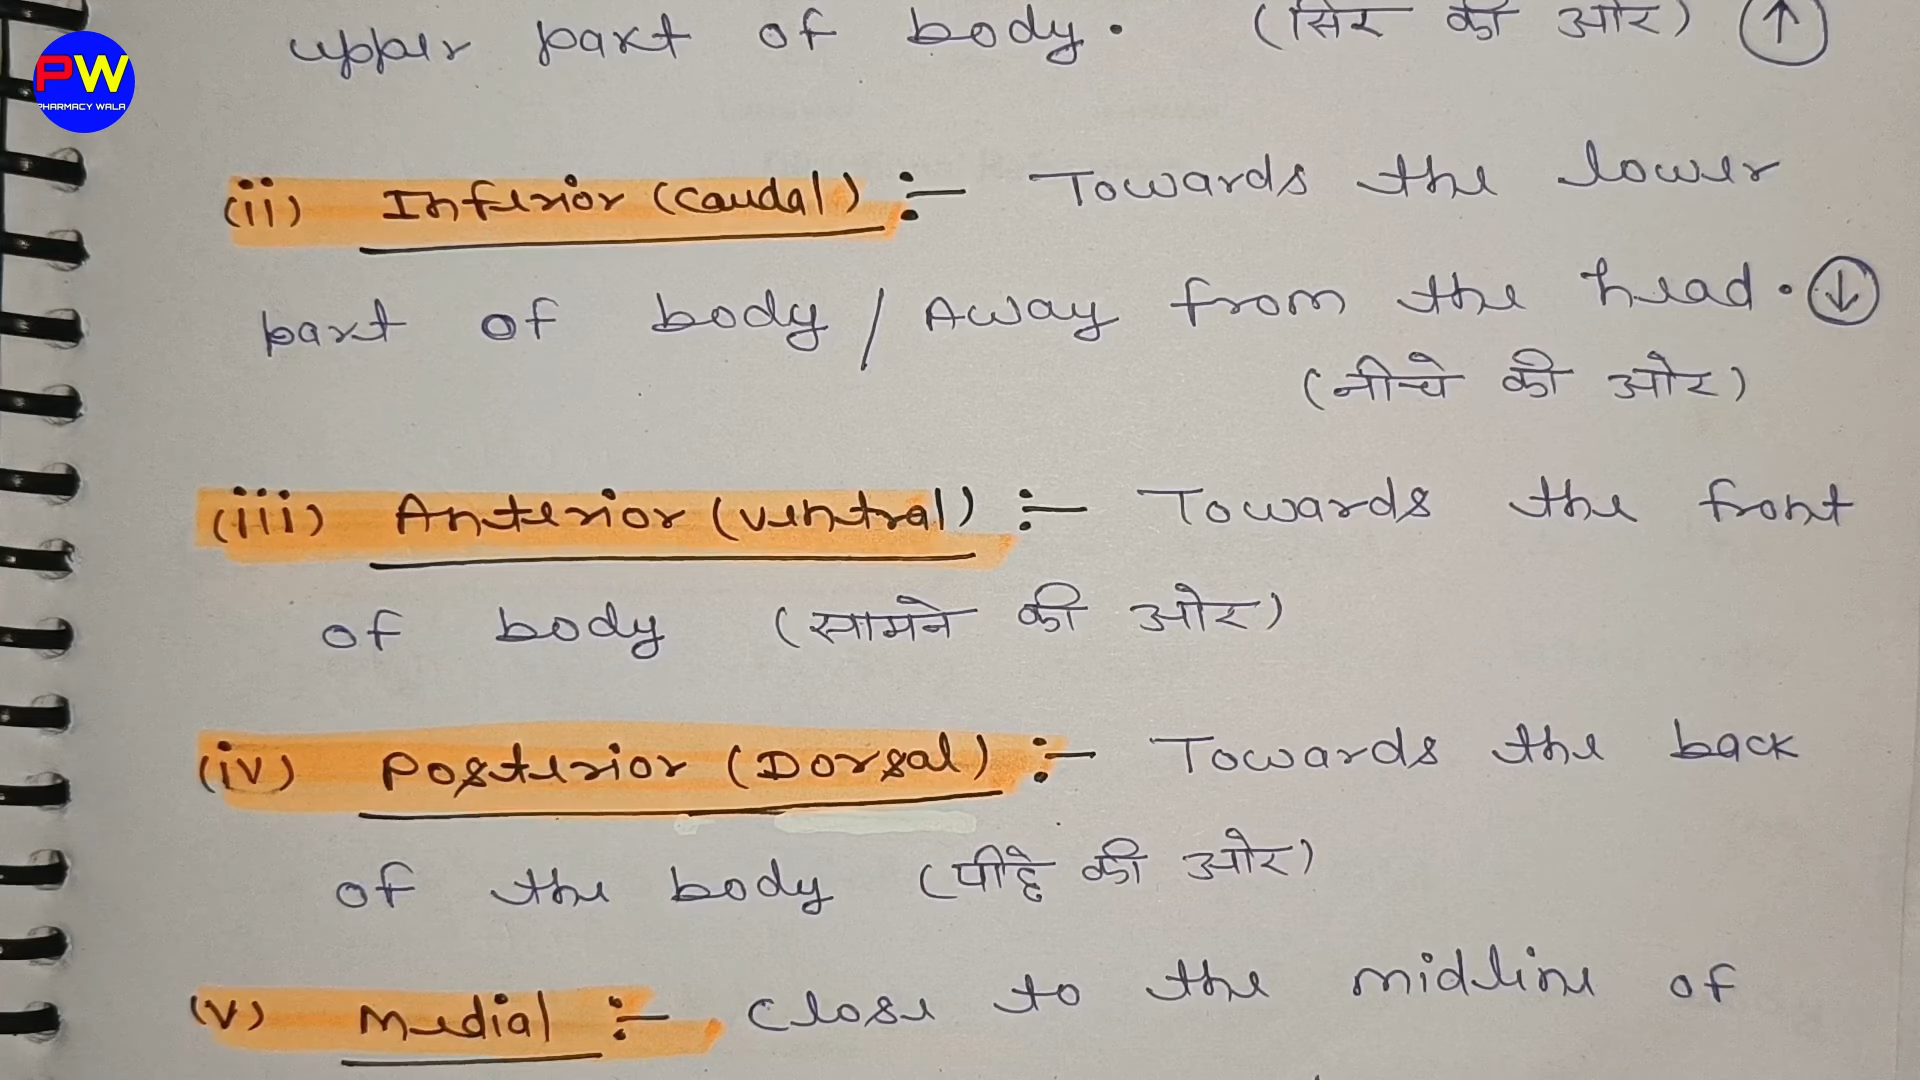 upper part of body. (सिर की ओर) ↑
PW
PHARMACY WALA
(ii) Inferior (caudal) :- Towards the lower
part of body / Away from the head. ↓
(नीचे की ओर)
(iii) Anterior (ventral) :- Towards the front
of body (सामने की ओर)
(iv) Posterior (Dorsal) :- Towards the back
of the body (पीछे की ओर)
(v) Medial :- close to the midline of